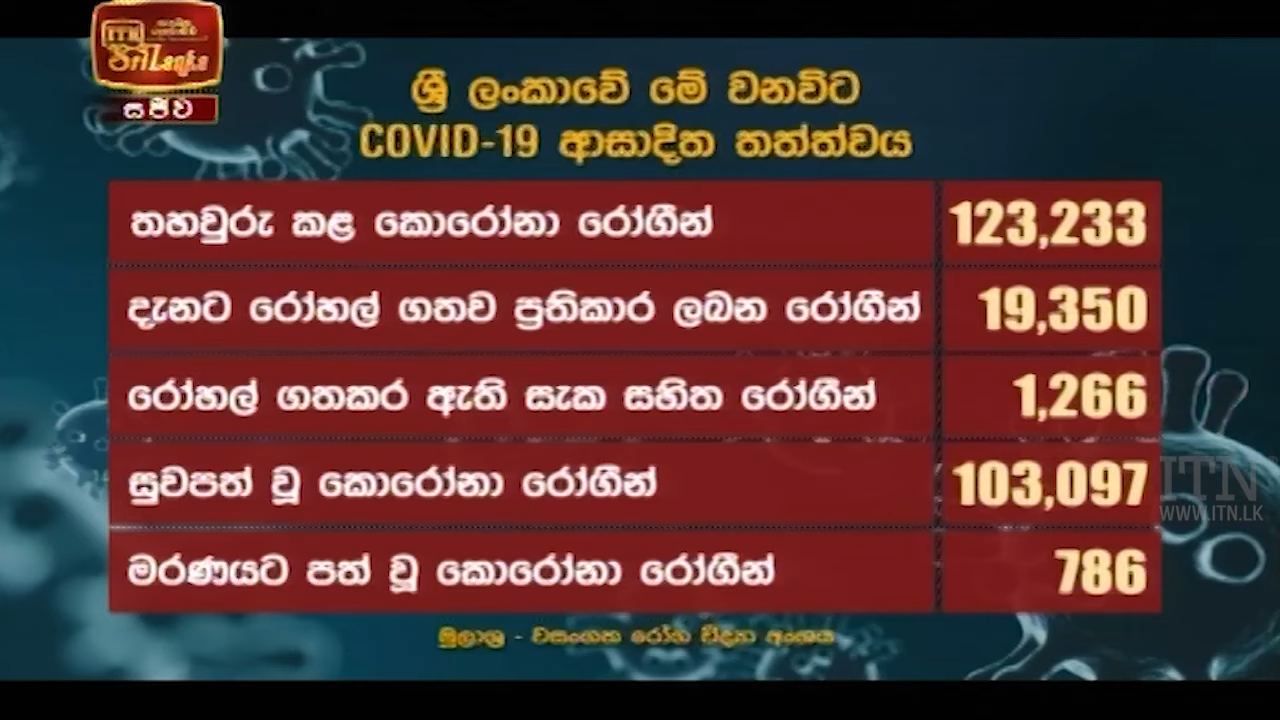 ITN
Sri Lanka
සජීව
ශ්‍රී ලංකාවේ මේ වනවිට
COVID-19 ආසාදිත තත්ත්වය
තහවුරු කළ කොරෝනා රෝගීන් 123,233
දැනට රෝහල් ගතව ප්‍රතිකාර ලබන රෝගීන් 19,350
රෝහල් ගතකර ඇති සැක සහිත රෝගීන් 1,266
සුවපත් වූ කොරෝනා රෝගීන් 103,097
මරණයට පත් වූ කොරෝනා රෝගීන් 786
මූලාශ්‍ර - වසංගත රෝග විද්‍යා අංශය
ITN
WWW.ITN.LK